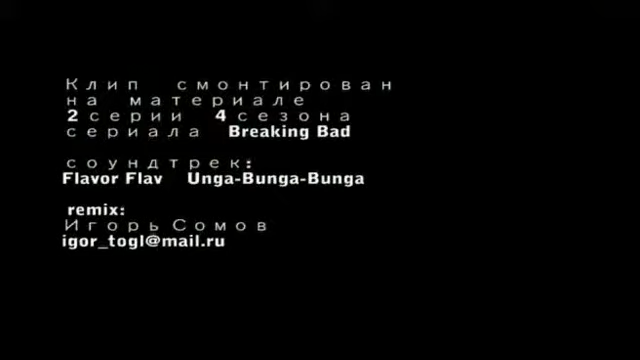 Клип смонтирован
на материале
2 серии 4 сезона
сериала Breaking Bad
соундтрек:
Flavor Flav Unga-Bunga-Bunga
remix:
Игорь Сомов
igor_togl@mail.ru